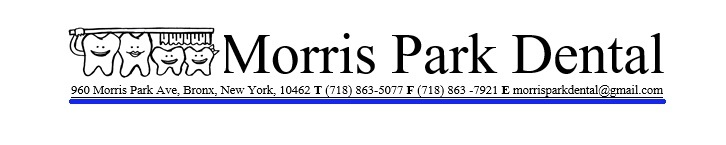 Morris Park Dental
960 Morris Park Ave, Bronx, New York, 10462 T (718) 863-5077 F (718) 863 -7921 E morrisparkdental@gmail.com